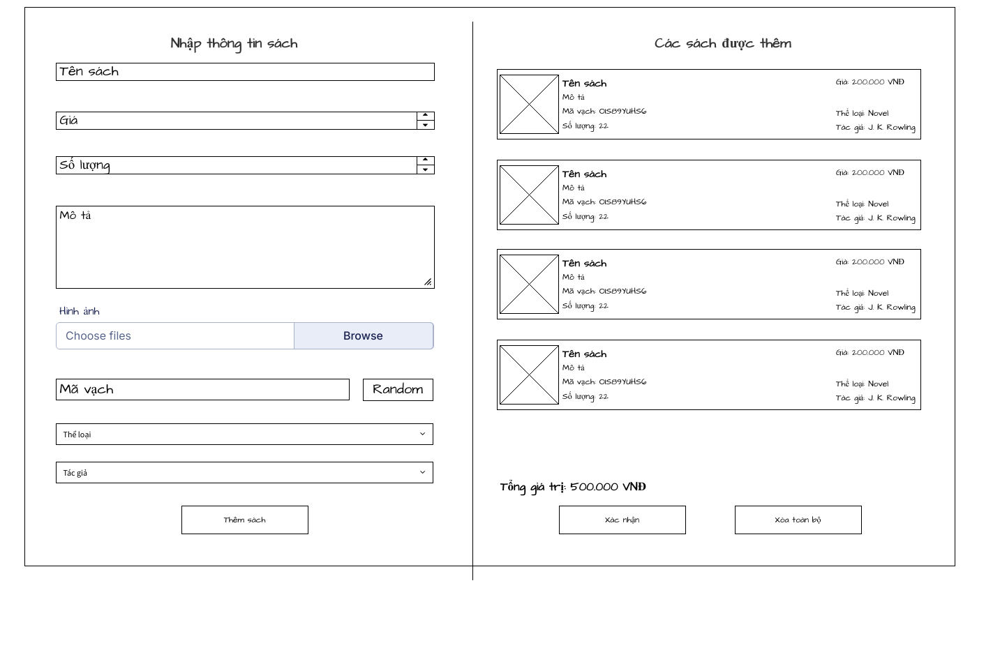 Nhập thông tin sách
Tên sách
Giá
Số lượng
Mô tả
Hình ảnh
Choose files
Browse
Mã vạch
Random
Thể loại
Tác giả
Thêm sách
Các sách được thêm
Tên sách
Giá: 200.000 VNĐ
Mô tả
Mã vạch: OIS89YUHS6
Thể loại: Novel
Số lượng: 22
Tác giả: J. K. Rowling
Tên sách
Giá: 200.000 VNĐ
Mô tả
Mã vạch: OIS89YUHS6
Thể loại: Novel
Số lượng: 22
Tác giả: J. K. Rowling
Tên sách
Giá: 200.000 VNĐ
Mô tả
Mã vạch: OIS89YUHS6
Thể loại: Novel
Số lượng: 22
Tác giả: J. K. Rowling
Tên sách
Giá: 200.000 VNĐ
Mô tả
Mã vạch: OIS89YUHS6
Thể loại: Novel
Số lượng: 22
Tác giả: J. K. Rowling
Tổng giá trị: 500.000 VNĐ
Xác nhận
Xóa toàn bộ